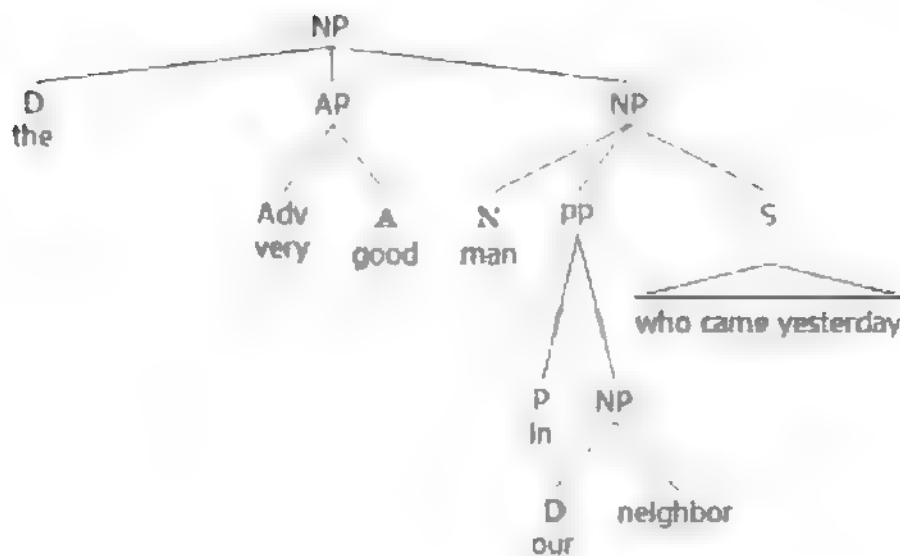 NP
D AP NP
the
Adv A N PP S
very good man
who came yesterday
P NP
In
D neighbor
our